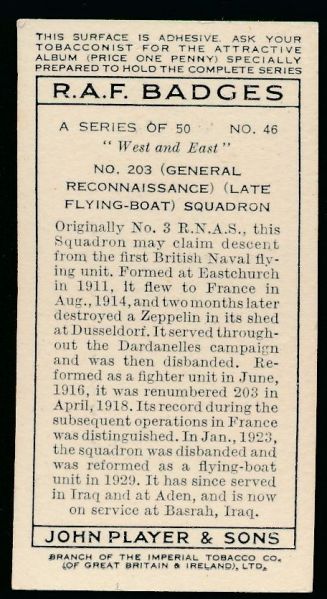 THIS SURFACE IS ADHESIVE. ASK YOUR
TOBACCONIST FOR THE ATTRACTIVE
ALBUM (PRICE ONE PENNY) SPECIALLY
PREPARED TO HOLD THE COMPLETE SERIES
R.A.F. BADGES
A SERIES OF 50 NO. 46
"West and East"
NO. 203 (GENERAL
RECONNAISSANCE) (LATE
FLYING-BOAT) SQUADRON
Originally No. 3 R.N.A.S., this
Squadron may claim descent
from the first British Naval fly-
ing unit. Formed at Eastchurch
in 1911, it flew to France in
Aug., 1914, and two months later
destroyed a Zeppelin in its shed
at Dusseldorf. It served through-
out the Dardanelles campaign
and was then disbanded. Re-
formed as a fighter unit in June,
1916, it was renumbered 203 in
April, 1918. Its record during the
subsequent operations in France
was distinguished. In Jan., 1923,
the squadron was disbanded and
was reformed as a flying-boat
unit in 1929. It has since served
in Iraq and at Aden, and is now
on service at Basrah, Iraq.
JOHN PLAYER & SONS
BRANCH OF THE IMPERIAL TOBACCO CO.
(OF GREAT BRITAIN & IRELAND), LTD.